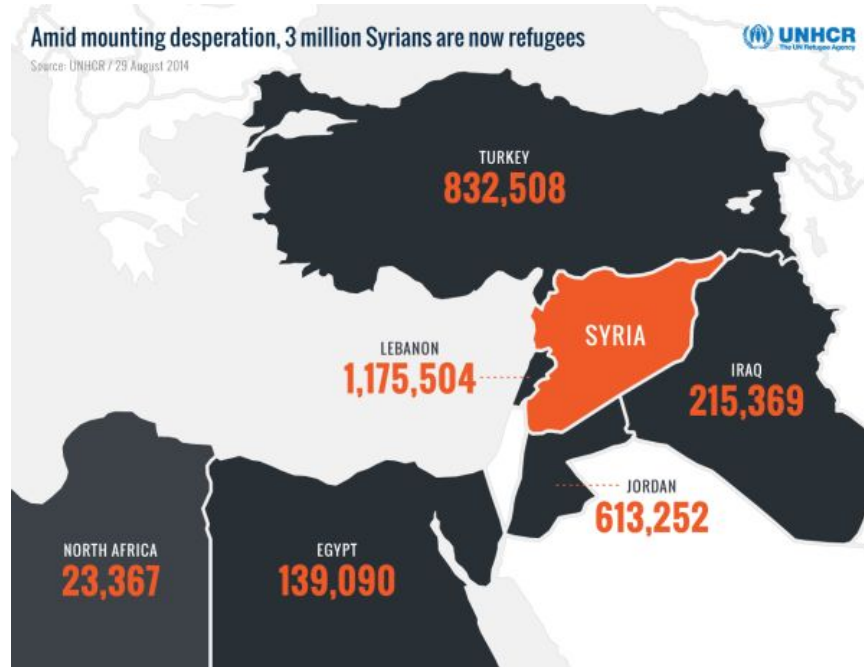 Amid mounting desperation, 3 million Syrians are now refugees
Source: UNHCR / 29 August 2014
UNHCR
The UN Refugee Agency
TURKEY
832,508
SYRIA
LEBANON
1,175,504
IRAQ
215,369
JORDAN
613,252
NORTH AFRICA
23,367
EGYPT
139,090